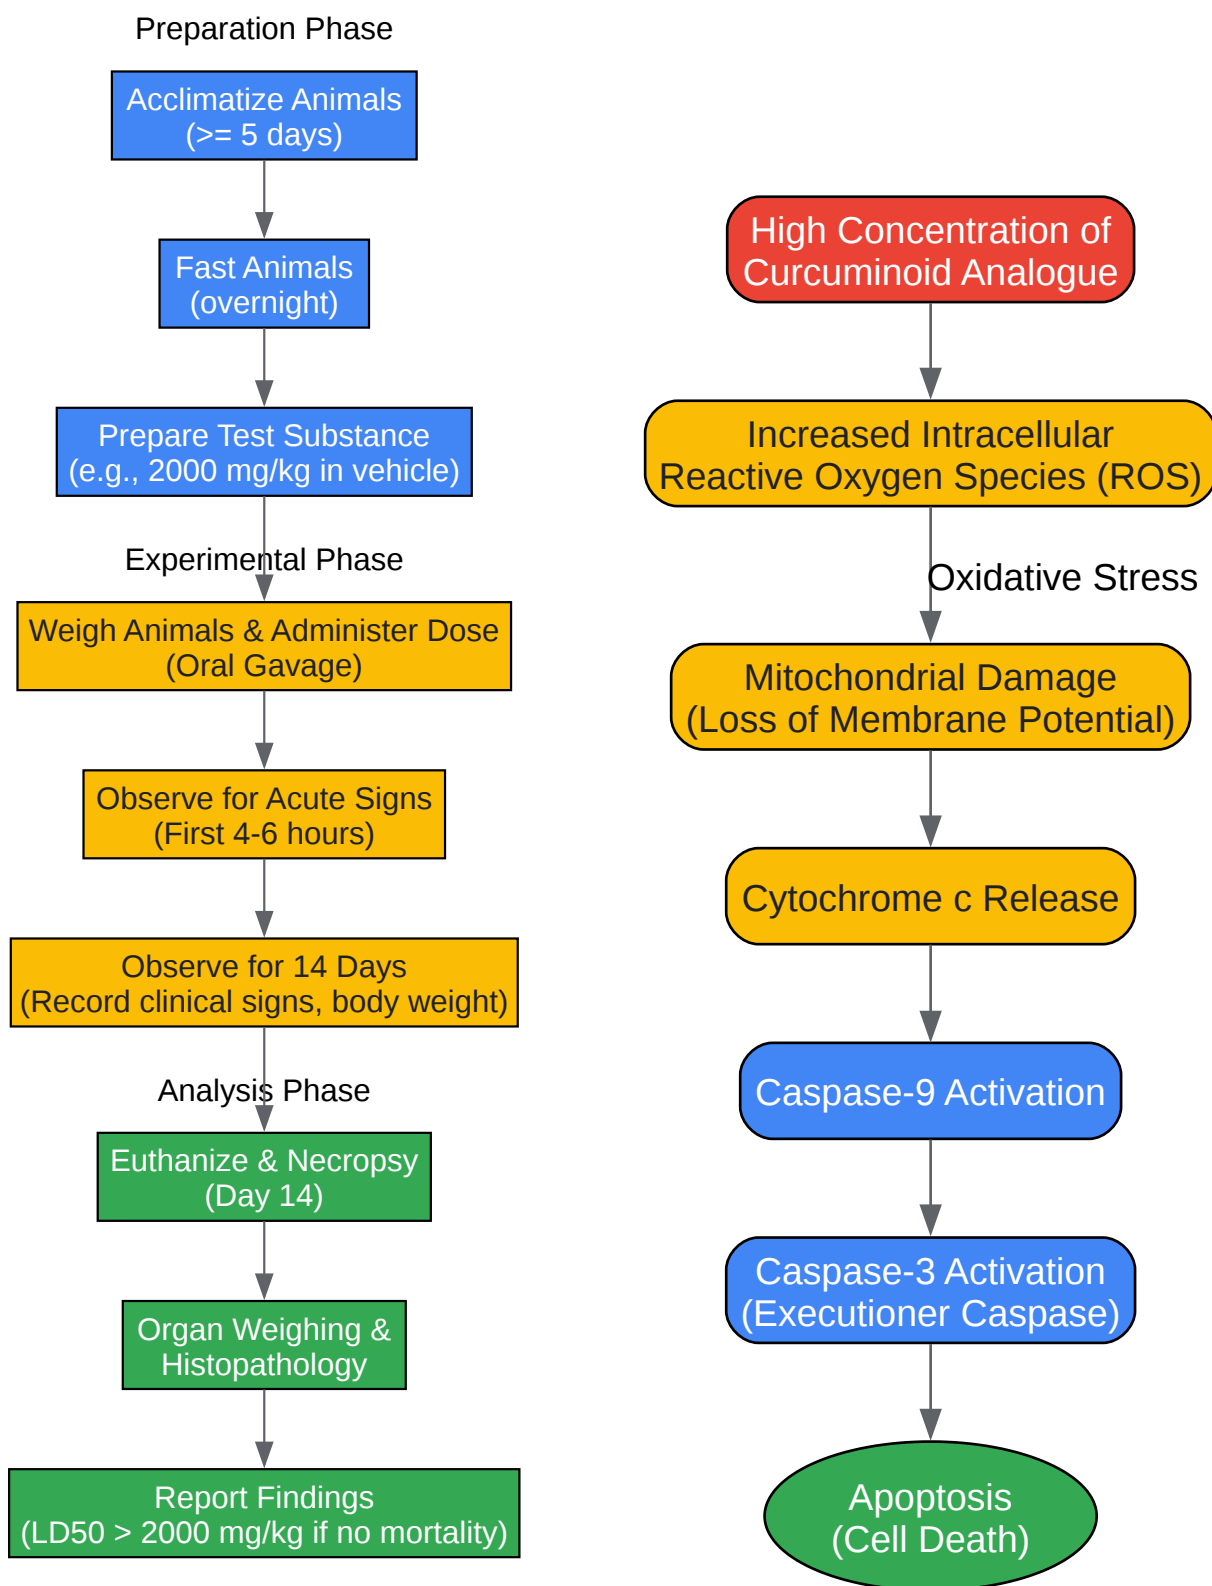 Preparation Phase
Acclimatize Animals
(>= 5 days)
Fast Animals
(overnight)
Prepare Test Substance
(e.g., 2000 mg/kg in vehicle)
Experimental Phase
Weigh Animals & Administer Dose
(Oral Gavage)
Observe for Acute Signs
(First 4-6 hours)
Observe for 14 Days
(Record clinical signs, body weight)
Analysis Phase
Euthanize & Necropsy
(Day 14)
Organ Weighing &
Histopathology
Report Findings
(LD50 > 2000 mg/kg if no mortality)
High Concentration of
Curcuminoid Analogue
Increased Intracellular
Reactive Oxygen Species (ROS)
Oxidative Stress
Mitochondrial Damage
(Loss of Membrane Potential)
Cytochrome c Release
Caspase-9 Activation
Caspase-3 Activation
(Executioner Caspase)
Apoptosis
(Cell Death)